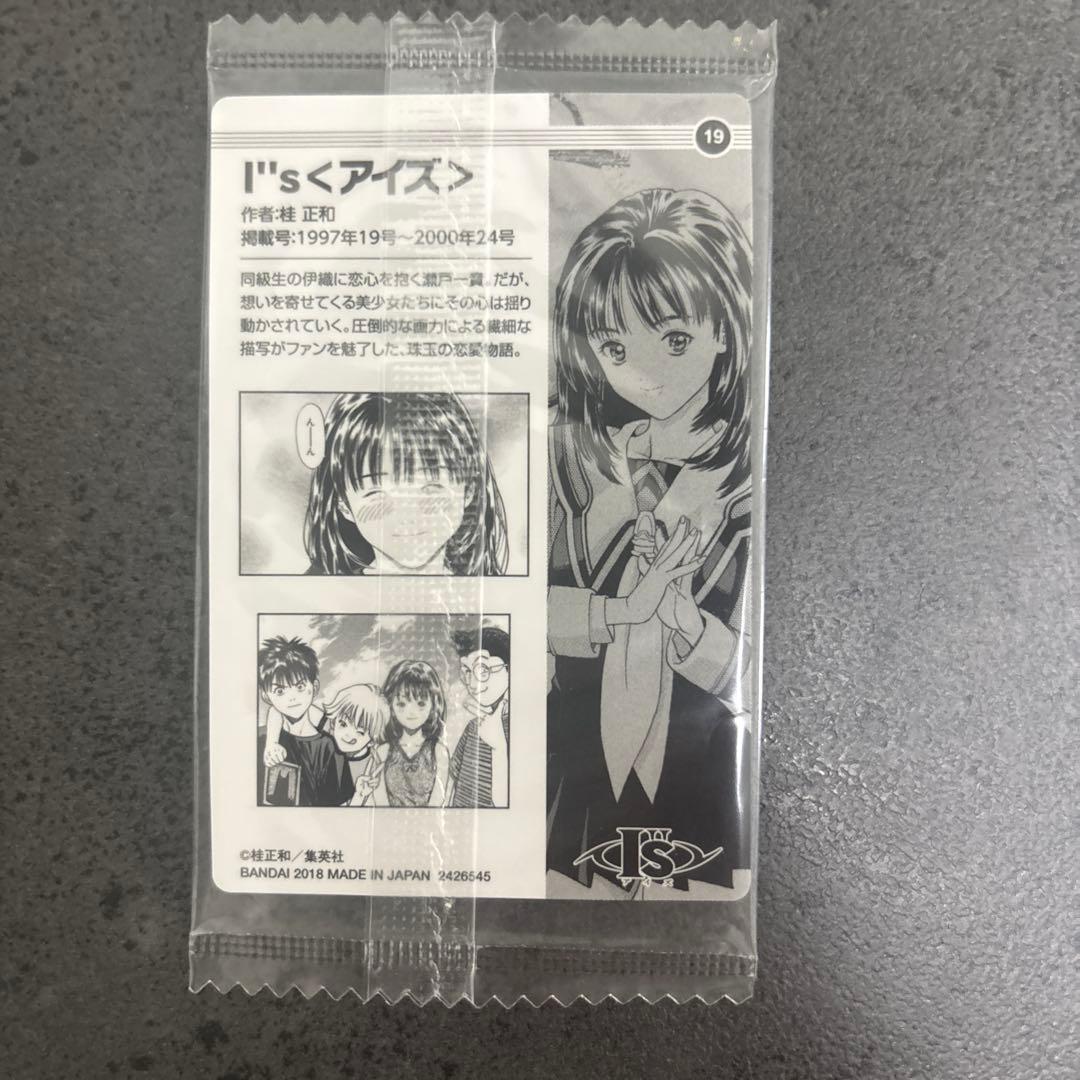 19
I"s<アイズ>
作者:桂 正和
掲載号:1997年19号～2000年24号
同級生の伊織に恋心を抱く瀬戸一貴。だが、
想いを寄せてくる美少女たちにその心は揺り
動かされていく。圧倒的な画力による繊細な
描写がファンを魅了した、珠玉の恋愛物語。
んーん
I"s
アイズ
©桂正和／集英社
BANDAI 2018 MADE IN JAPAN 2426545